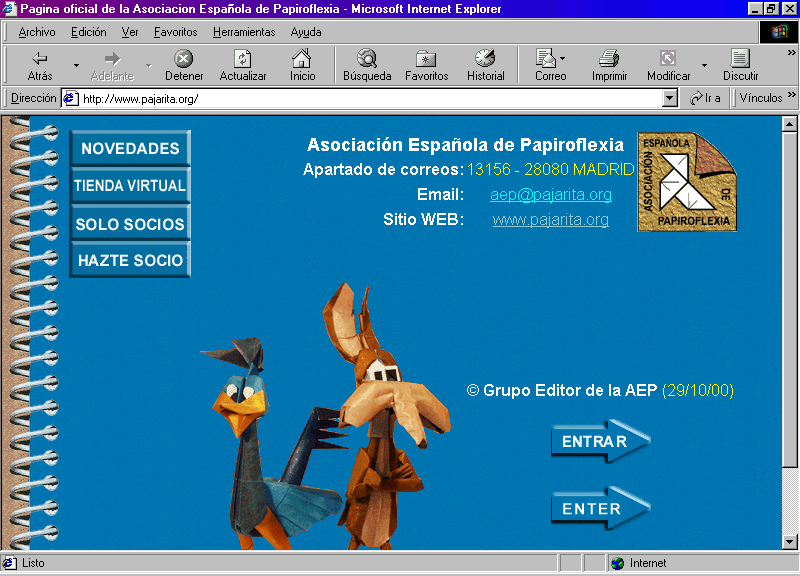 Pagina oficial de la Asociacion Española de Papiroflexia - Microsoft Internet Explorer
Archivo Edición Ver Favoritos Herramientas Ayuda
Atrás Adelante Detener Actualizar Inicio Búsqueda Favoritos Historial Correo Imprimir Modificar Discutir
Dirección http://www.pajarita.org/ Ir a Vínculos
NOVEDADES
TIENDA VIRTUAL
SOLO SOCIOS
HAZTE SOCIO
Asociación Española de Papiroflexia
Apartado de correos: 13156 - 28080 MADRID
Email: aep@pajarita.org
Sitio WEB: www.pajarita.org
ASOCIACIÓN
ESPAÑOLA
DE
PAPIROFLEXIA
© Grupo Editor de la AEP (29/10/00)
ENTRAR
ENTER
Listo Internet